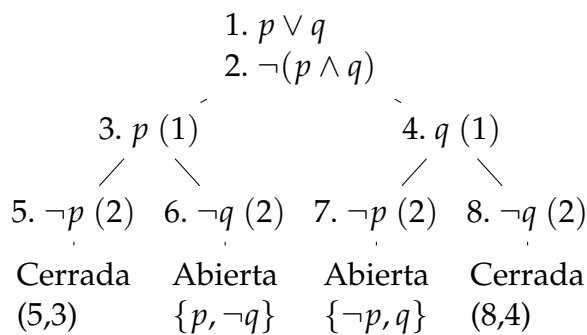 1. p ∨ q
2. ¬(p ∧ q)
3. p (1) 4. q (1)
5. ¬p (2) 6. ¬q (2) 7. ¬p (2) 8. ¬q (2)
Cerrada Abierta Abierta Cerrada
(5,3) {p, ¬q} {¬p, q} (8,4)